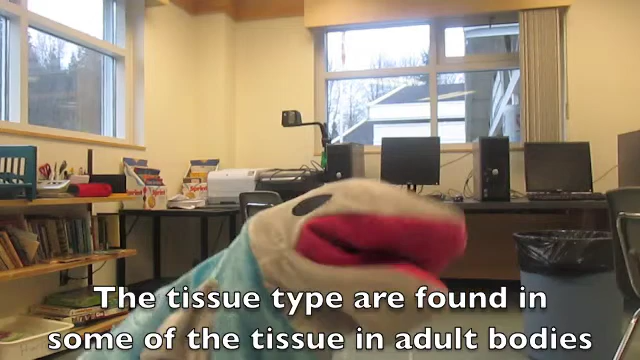 The tissue type are found in
some of the tissue in adult bodies